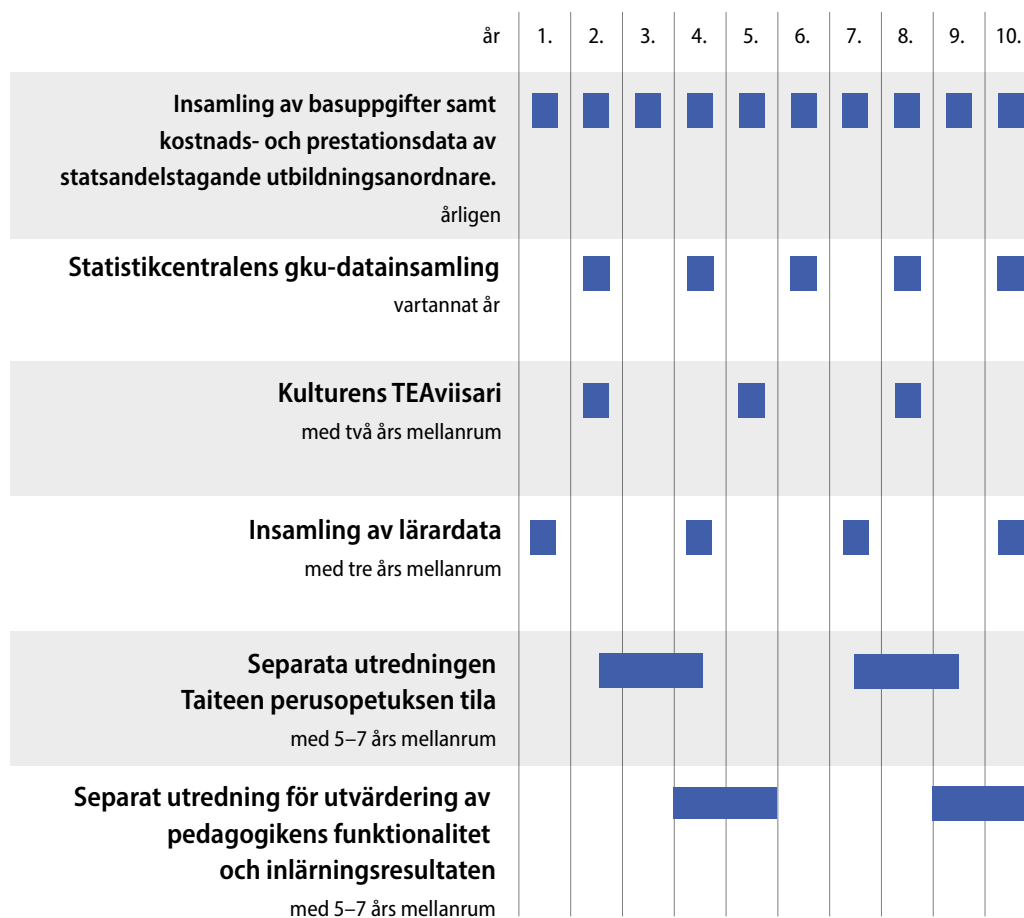 år 1. 2. 3. 4. 5. 6. 7. 8. 9. 10.
Insamling av basuppgifter samt
kostnads- och prestationsdata av
statsandelstagande utbildningsanordnare.
årligen
Statistikcentralens gku-datainsamling
vartannat år
Kulturens TEAviisari
med två års mellanrum
Insamling av lärardata
med tre års mellanrum
Separata utredningen
Taiteen perusopetuksen tila
med 5–7 års mellanrum
Separat utredning för utvärdering av
pedagogikens funktionalitet
och inlärningsresultaten
med 5–7 års mellanrum